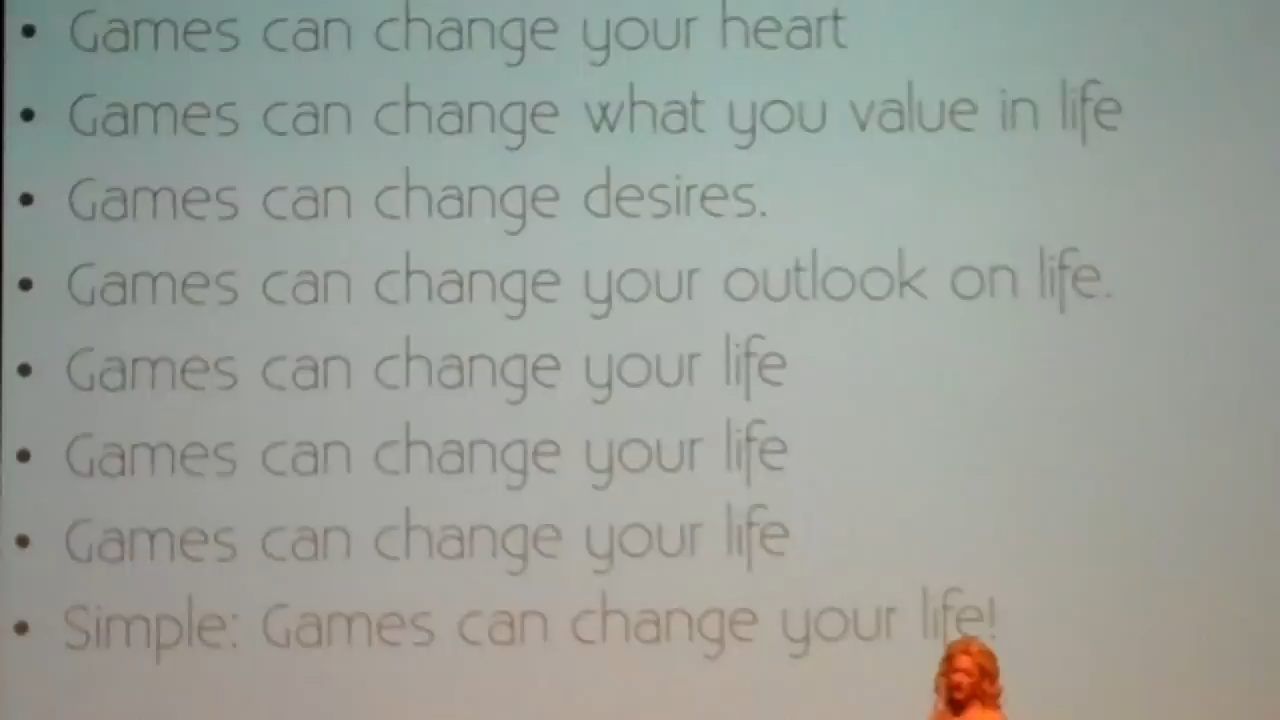 • Games can change your heart
• Games can change what you value in life
• Games can change desires.
• Games can change your outlook on life.
• Games can change your life
• Games can change your life
• Games can change your life
• Simple: Games can change your life!